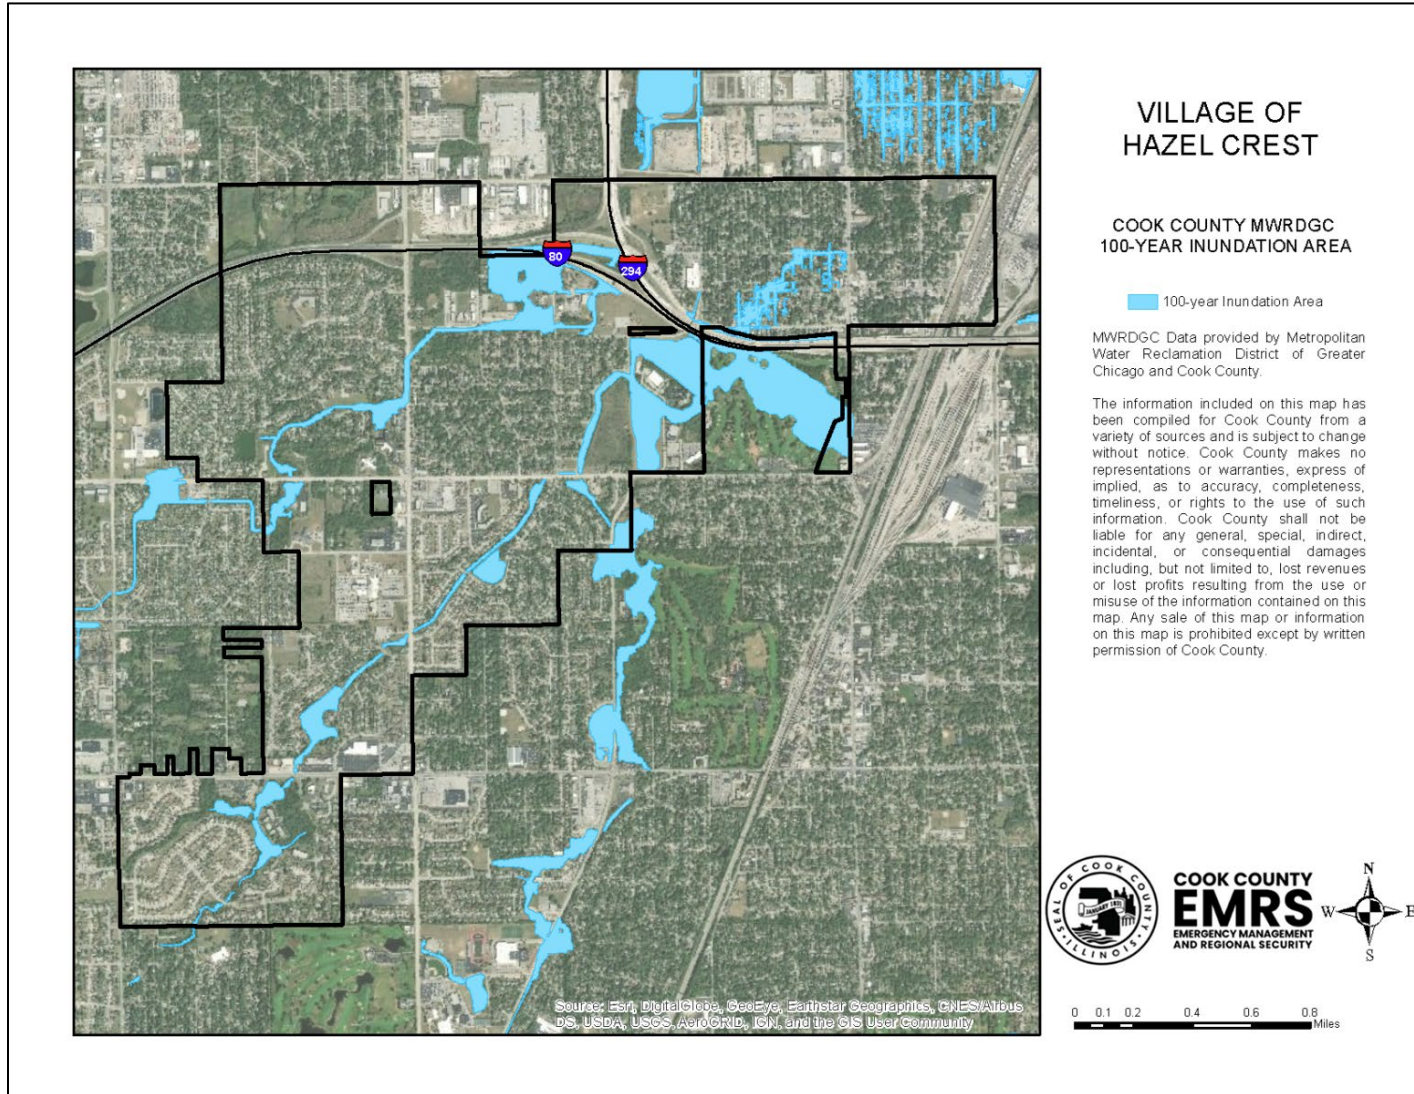 VILLAGE OF
HAZEL CREST
COOK COUNTY MWRDGC
100-YEAR INUNDATION AREA
100-year Inundation Area
MWRDGC Data provided by Metropolitan
Water Reclamation District of Greater
Chicago and Cook County.
The information included on this map has
been compiled for Cook County from a
variety of sources and is subject to change
without notice. Cook County makes no
representations or warranties, express of
implied, as to accuracy, completeness,
timeliness, or rights to the use of such
information. Cook County shall not be
liable for any general, special, indirect,
incidental, or consequential damages
including, but not limited to, lost revenues
or lost profits resulting from the use or
misuse of the information contained on this
map. Any sale of this map or information
on this map is prohibited except by written
permission of Cook County.
80
294
SEAL OF COOK COUNTY
JANUARY 1831
ILLINOIS
COOK COUNTY
EMRS
EMERGENCY MANAGEMENT
AND REGIONAL SECURITY
N
W E
S
Source: Esri, DigitalGlobe, GeoEye, Earthstar Geographics, CNES/Airbus
DS, USDA, USGS, AeroGRID, IGN, and the GIS User Community
0 0.1 0.2 0.4 0.6 0.8
Miles